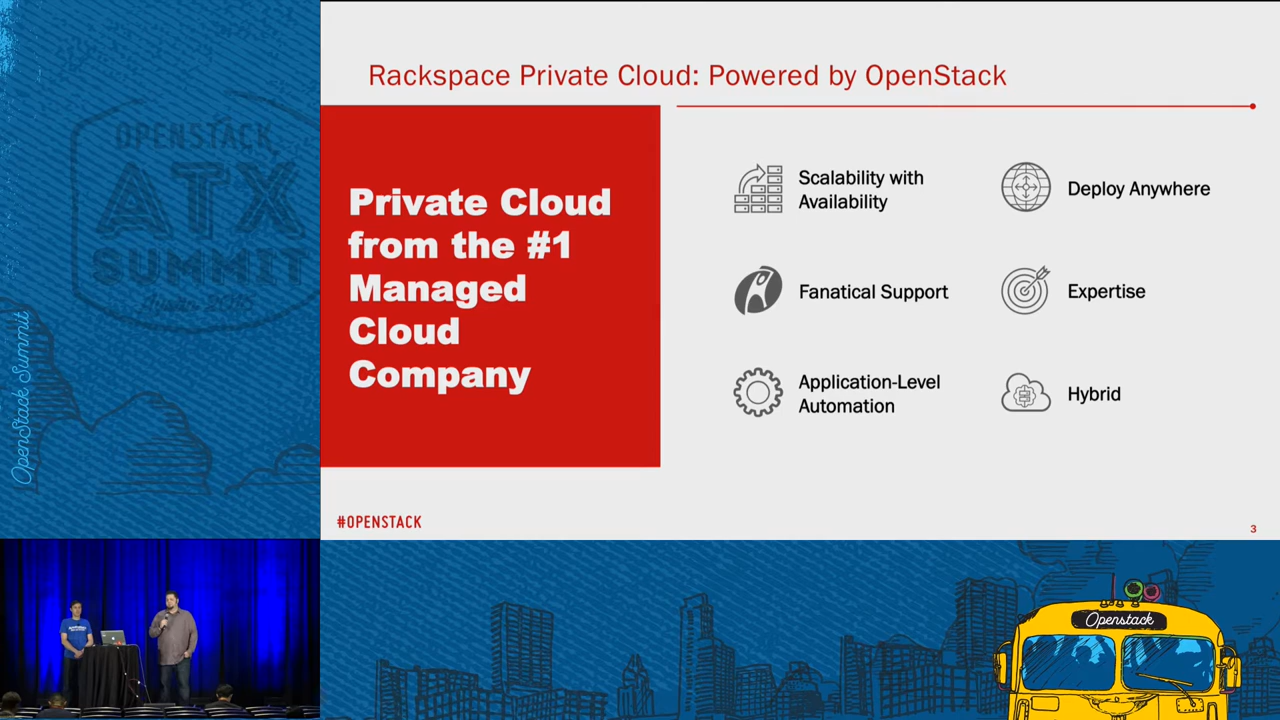 Rackspace Private Cloud: Powered by OpenStack
Private Cloud
from the #1
Managed
Cloud
Company
Scalability with
Availability
Deploy Anywhere
Fanatical Support
Expertise
Application-Level
Automation
Hybrid
#OPENSTACK
3
OPENSTACK
ATX
SUMMIT
OpenStack Summit
Openstack